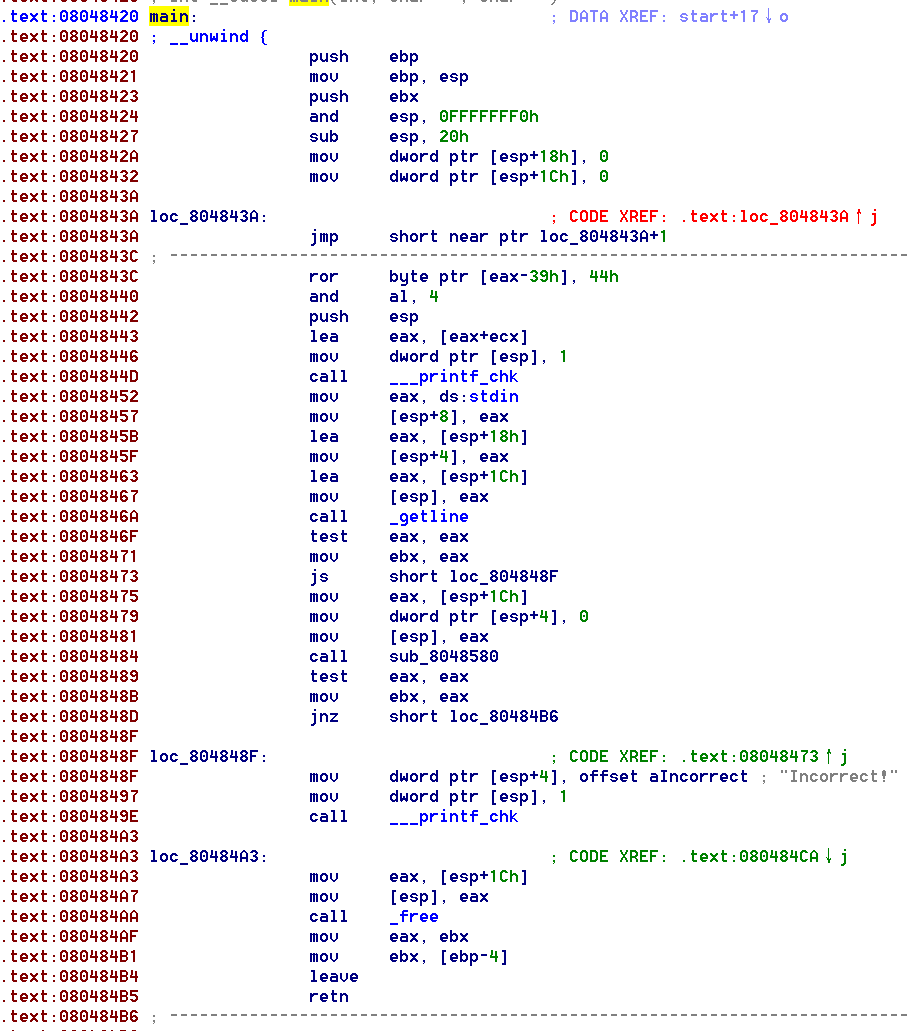 .text:08048420 main: ; DATA XREF: start+17↓o
.text:08048420 ; __unwind {
.text:08048420 push ebp
.text:08048421 mov ebp, esp
.text:08048423 push ebx
.text:08048424 and esp, 0FFFFFFF0h
.text:08048427 sub esp, 20h
.text:0804842A mov dword ptr [esp+18h], 0
.text:08048432 mov dword ptr [esp+1Ch], 0
.text:0804843A
.text:0804843A loc_804843A: ; CODE XREF: .text:loc_804843A↑j
.text:0804843A jmp short near ptr loc_804843A+1
.text:0804843C ; ---------------------------------------------------------------------------
.text:0804843C ror byte ptr [eax-39h], 44h
.text:08048440 and al, 4
.text:08048442 push esp
.text:08048443 lea eax, [eax+ecx]
.text:08048446 mov dword ptr [esp], 1
.text:0804844D call ___printf_chk
.text:08048452 mov eax, ds:stdin
.text:08048457 mov [esp+8], eax
.text:0804845B lea eax, [esp+18h]
.text:0804845F mov [esp+4], eax
.text:08048463 lea eax, [esp+1Ch]
.text:08048467 mov [esp], eax
.text:0804846A call _getline
.text:0804846F test eax, eax
.text:08048471 mov ebx, eax
.text:08048473 js short loc_804848F
.text:08048475 mov eax, [esp+1Ch]
.text:08048479 mov dword ptr [esp+4], 0
.text:08048481 mov [esp], eax
.text:08048484 call sub_8048580
.text:08048489 test eax, eax
.text:0804848B mov ebx, eax
.text:0804848D jnz short loc_80484B6
.text:0804848F
.text:0804848F loc_804848F: ; CODE XREF: .text:08048473↑j
.text:0804848F mov dword ptr [esp+4], offset aIncorrect ; "Incorrect!"
.text:08048497 mov dword ptr [esp], 1
.text:0804849E call ___printf_chk
.text:080484A3
.text:080484A3 loc_80484A3: ; CODE XREF: .text:080484CA↓j
.text:080484A3 mov eax, [esp+1Ch]
.text:080484A7 mov [esp], eax
.text:080484AA call _free
.text:080484AF mov eax, ebx
.text:080484B1 mov ebx, [ebp-4]
.text:080484B4 leave
.text:080484B5 retn
.text:080484B6 ; ---------------------------------------------------------------------------